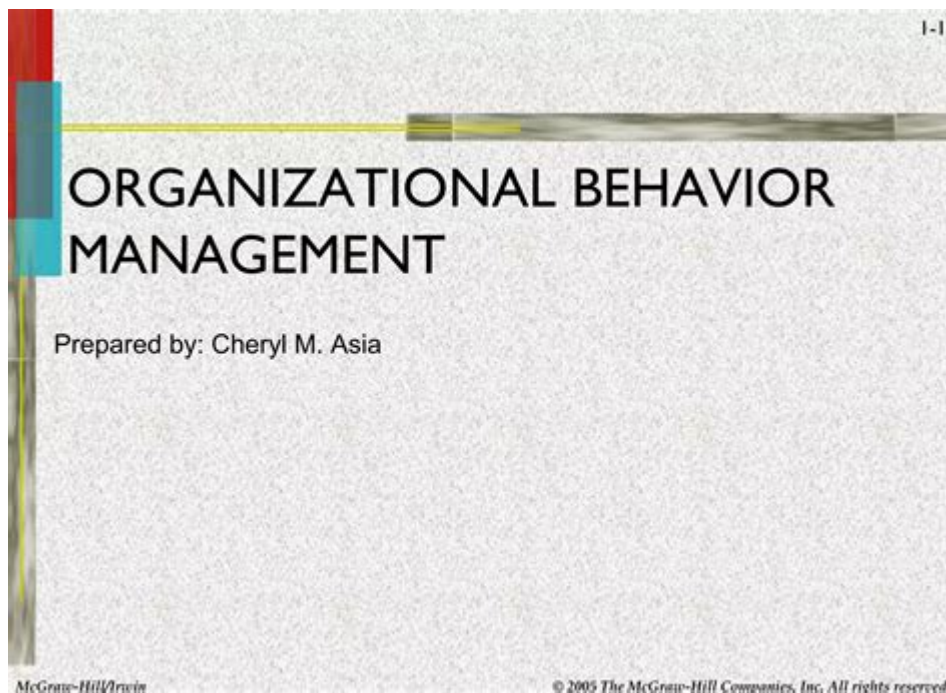 1-1
ORGANIZATIONAL BEHAVIOR
MANAGEMENT
Prepared by: Cheryl M. Asia
McGraw-Hill/Irwin
© 2005 The McGraw-Hill Companies, Inc. All rights reserved